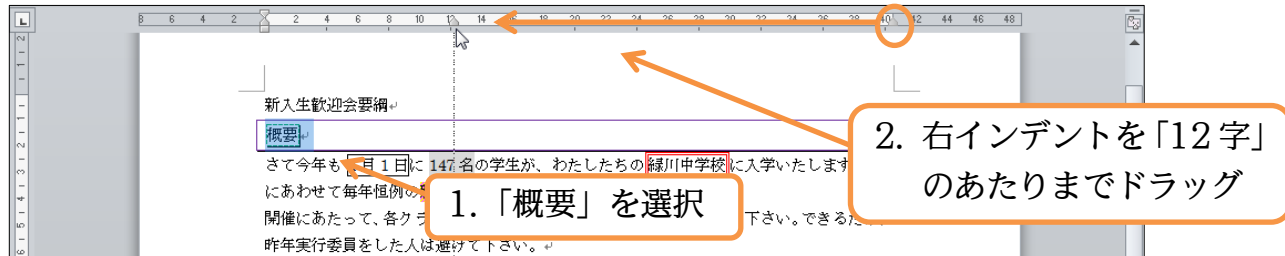 L 8 6 4 2 2 4 6 8 10 12 14 16 18 20 22 24 26 28 30 32 34 36 38 40 42 44 46 48
新入生歓迎会要綱
概要
さて今年も 月1日に 147 名の学生が、わたしたちの緑川中学校に入学いたします
にあわせて毎年恒例の
開催にあたって、各クラ 下さい。できるだ
昨年実行委員をした人は避けて下さい。
1.「概要」を選択
2. 右インデントを「12字」
のあたりまでドラッグ